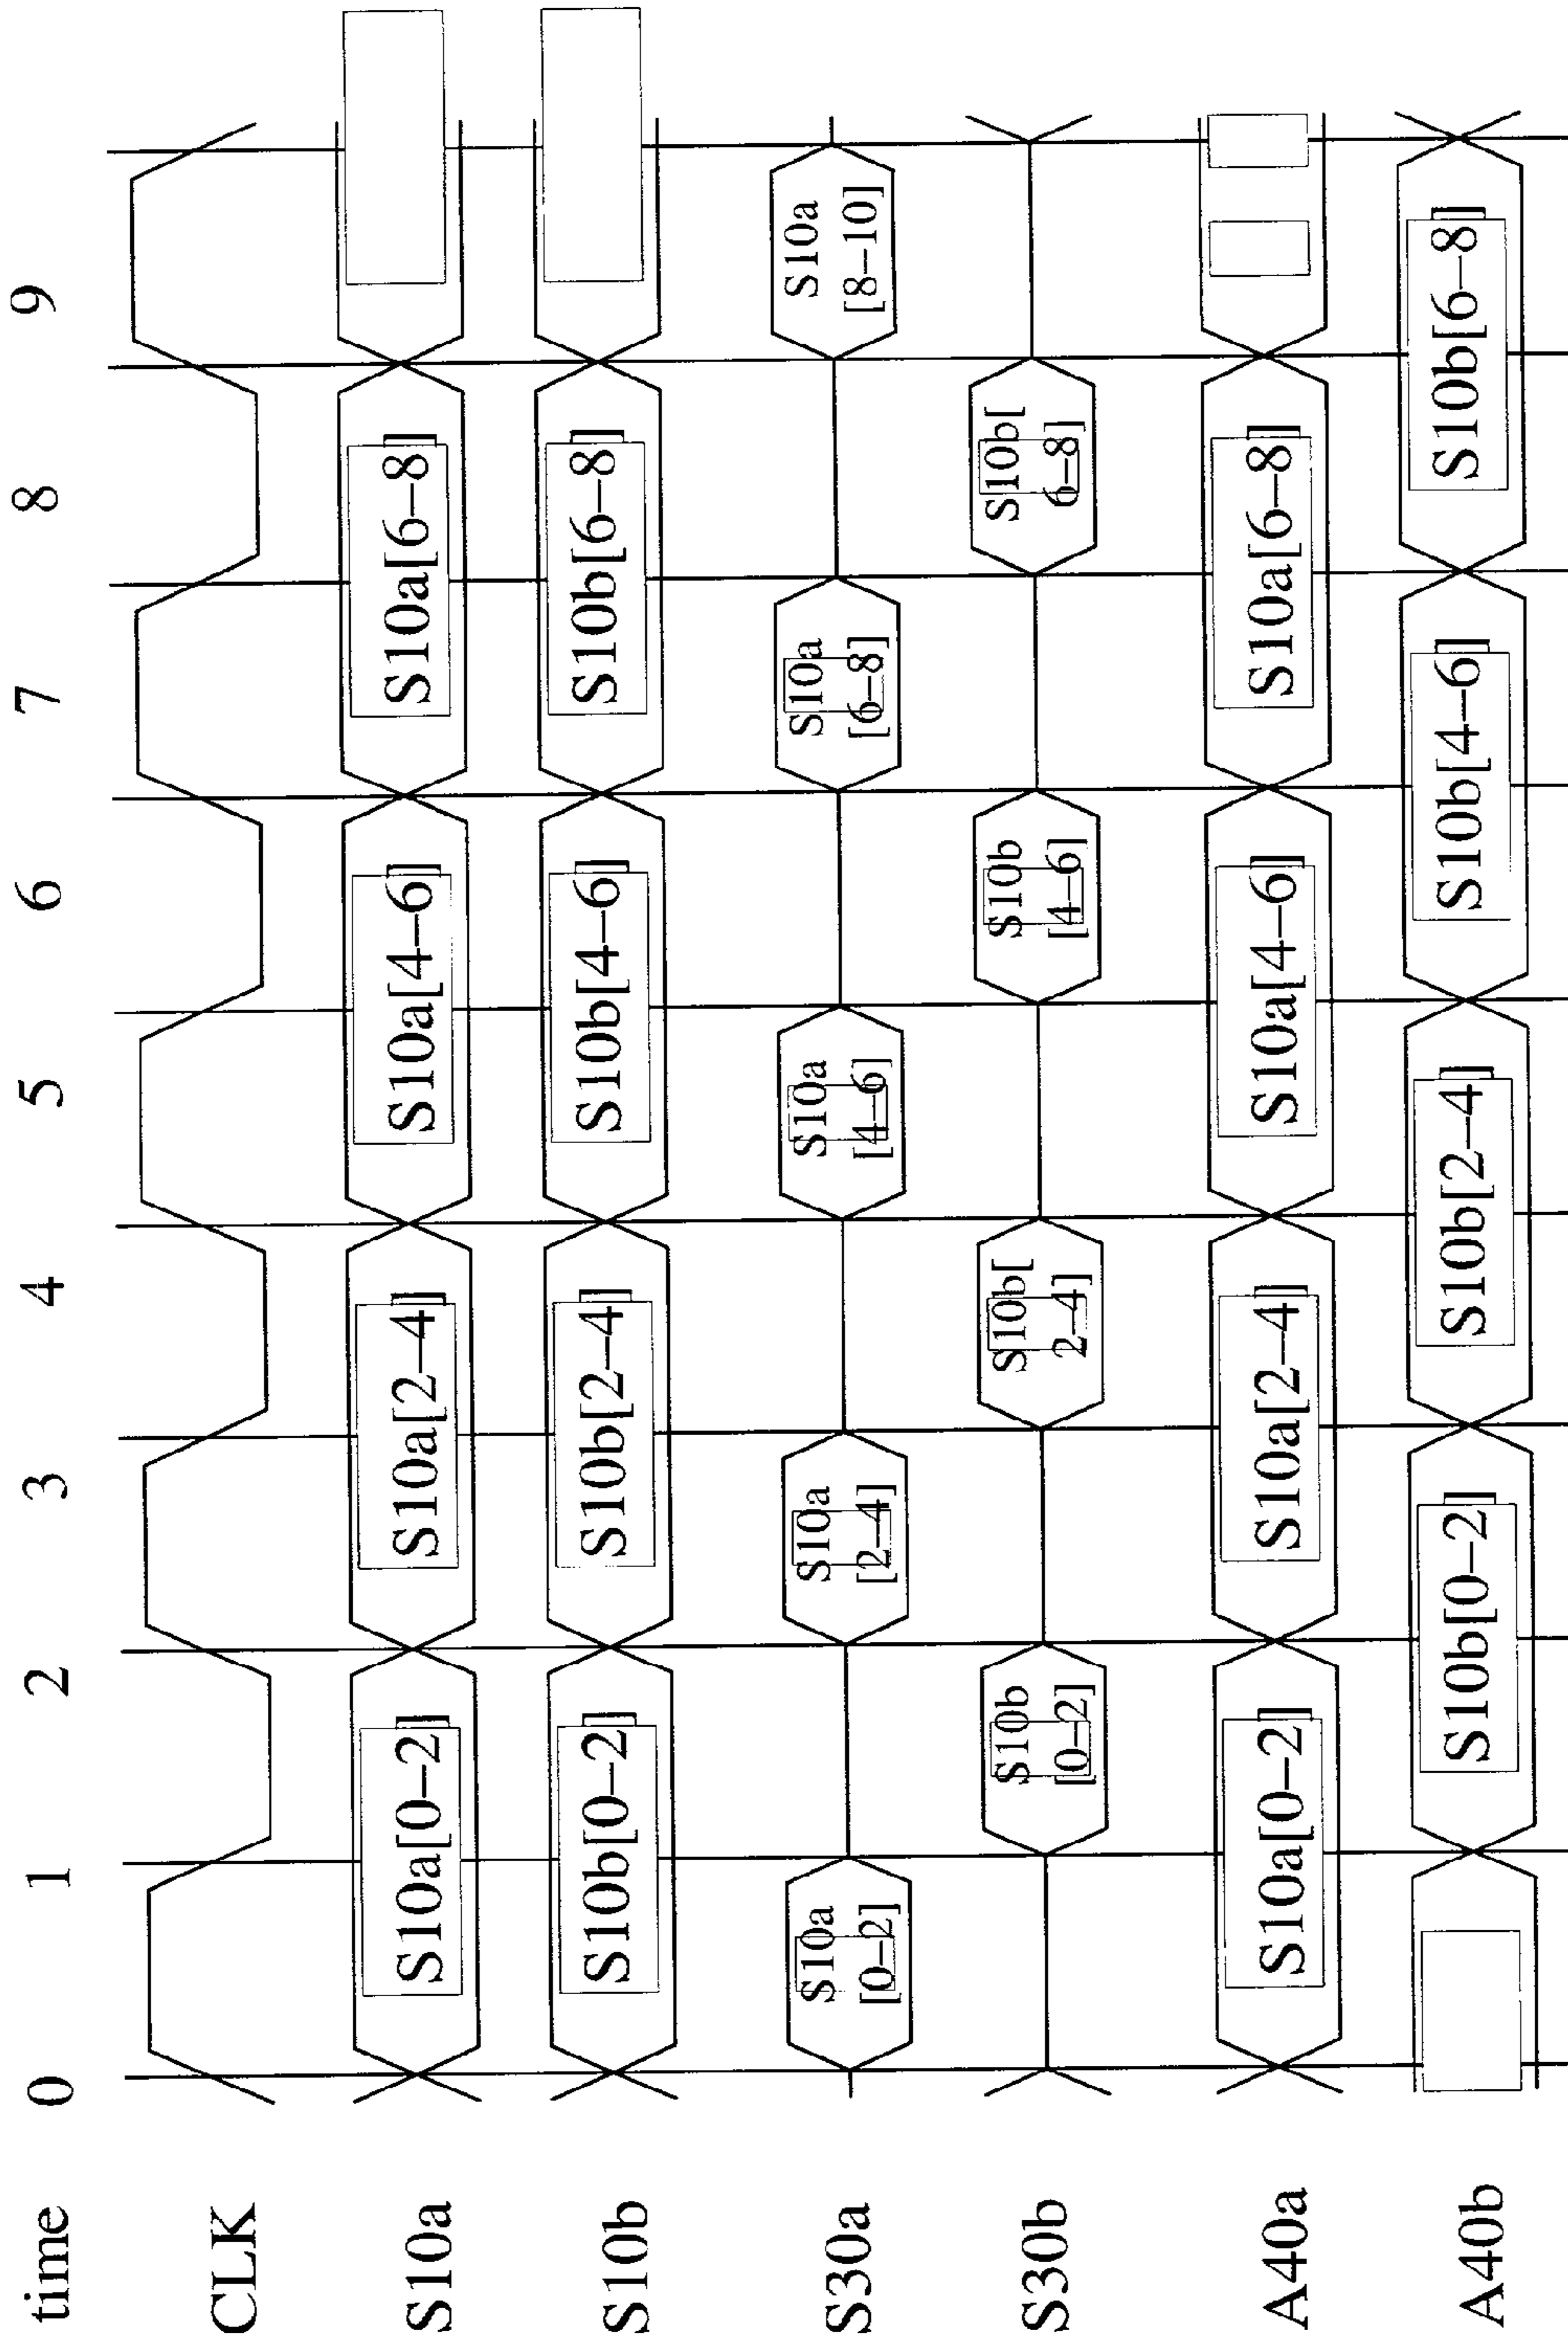 time 0 1 2 3 4 5 6 7 8 9
CLK
S10a S10a[0–2] S10a[2–4] S10a[4–6] S10a[6–8]
S10b S10b[0–2] S10b[2–4] S10b[4–6] S10b[6–8]
S30a S10a S10a S10a S10a S10a
[0–2] [2–4] [4–6] [6–8] [8–10]
S30b S10b S10b[ S10b S10b[
[0–2] 2–4] [4–6] 6–8]
A40a S10a[0–2] S10a[2–4] S10a[4–6] S10a[6–8]
A40b S10b[0–2] S10b[2–4] S10b[4–6] S10b[6–8]